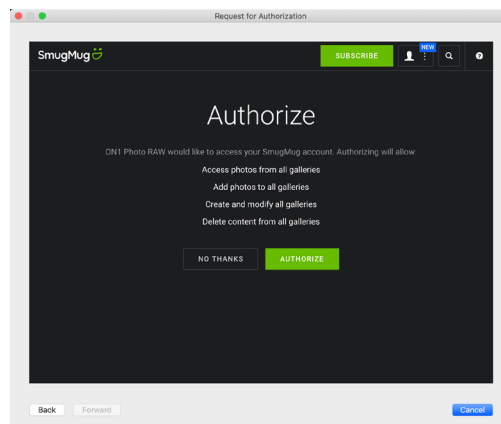 Request for Authorization
SmugMug
SUBSCRIBE
NEW
Authorize
ON1 Photo RAW would like to access your SmugMug account. Authorizing will allow
Access photos from all galleries
Add photos to all galleries
Create and modify all galleries
Delete content from all galleries
NO THANKS AUTHORIZE
Back Forward Cancel